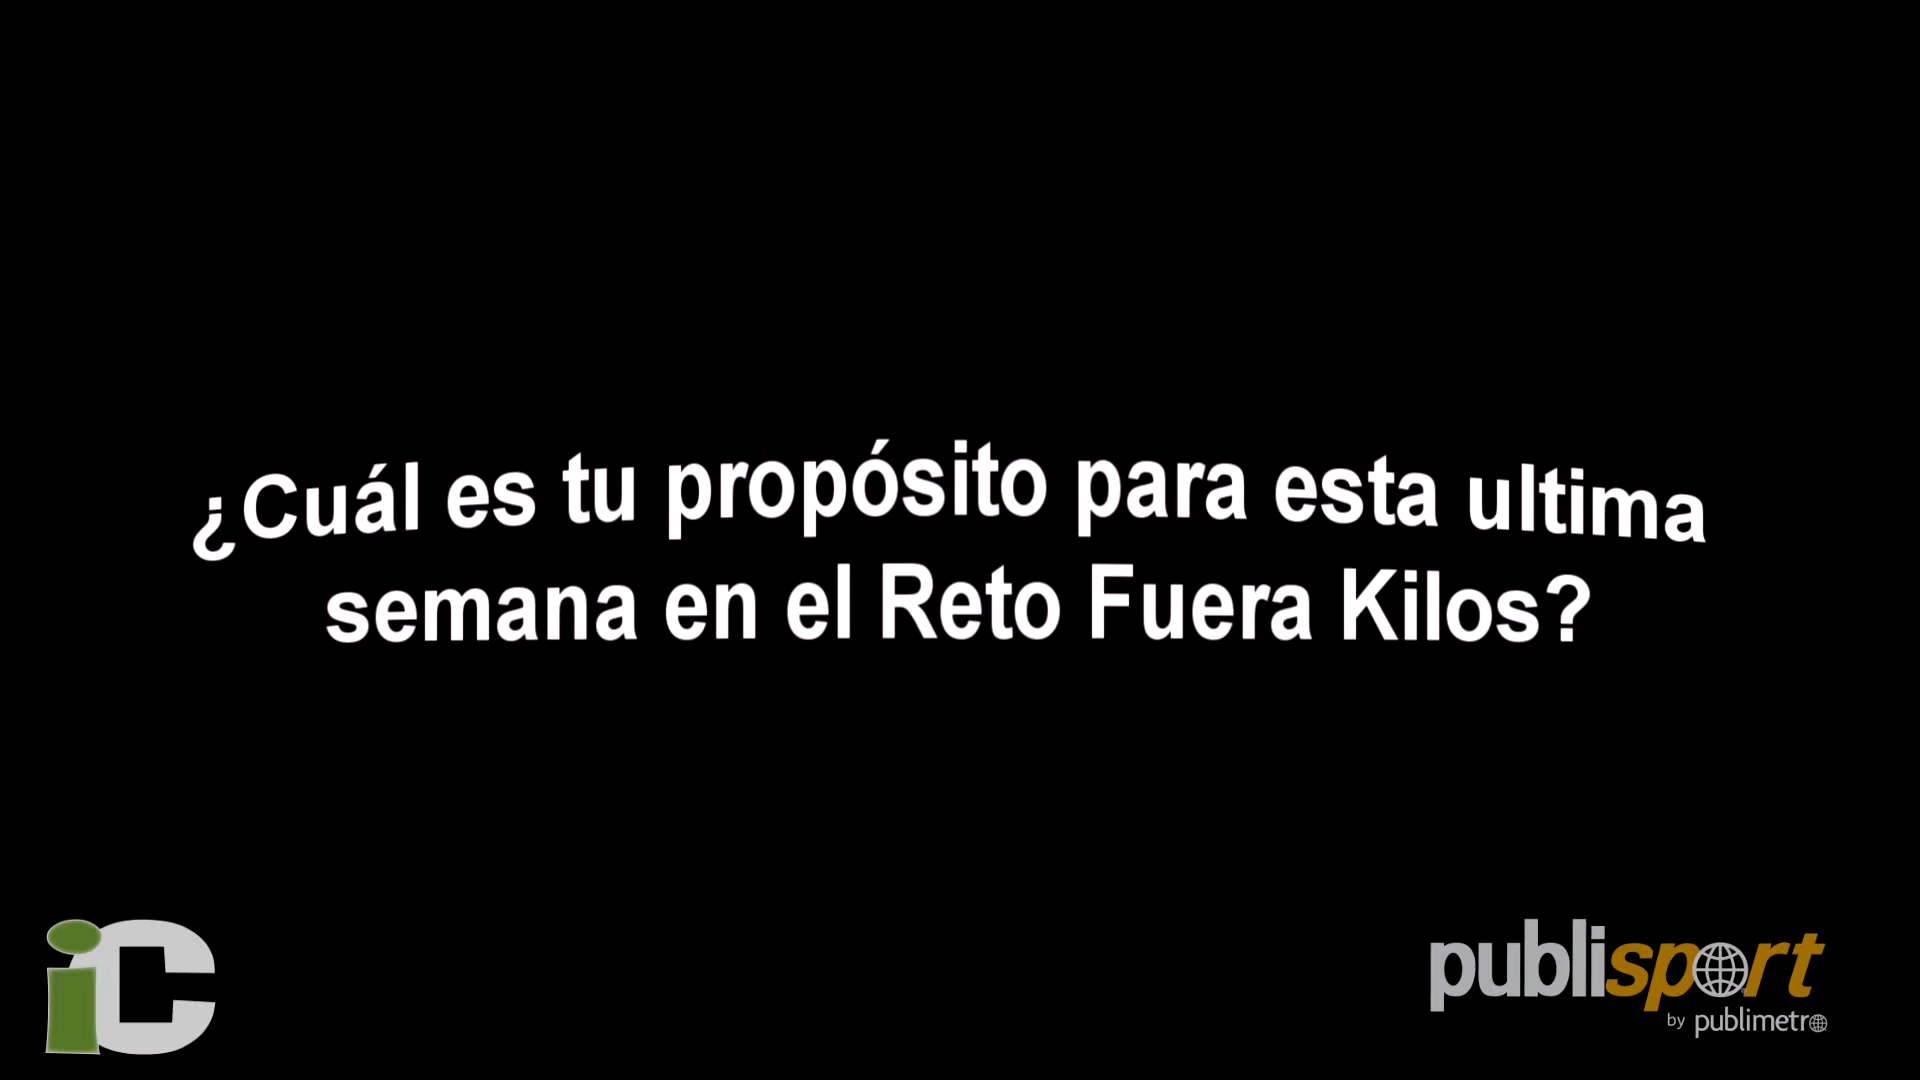 ¿Cuál es tu propósito para esta ultima
semana en el Reto Fuera Kilos?
iC
publisport
by publimetro